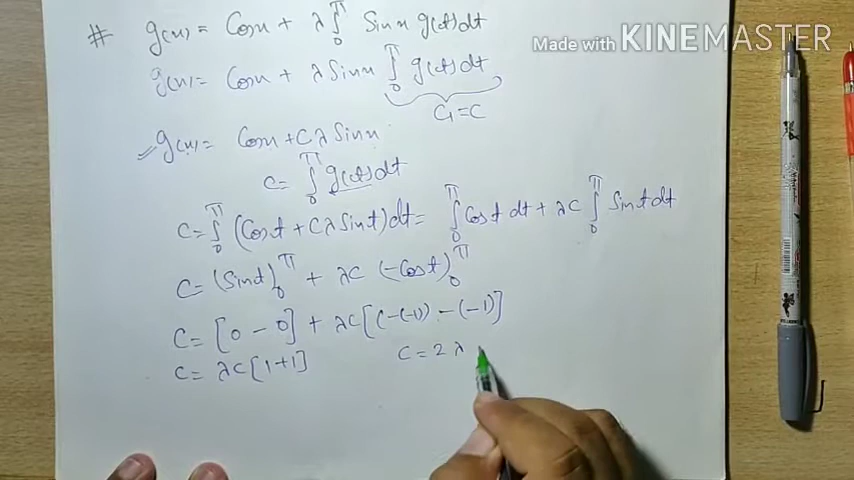 # g(x) = Cosx + λ∫₀^π Sinx g(t)dt
Made with KINEMASTER
g(x) = Cosx + λ Sinx ∫₀^π g(t)dt
C₁ = C
g(x) = Cosx + Cλ Sinx
C = ∫₀^π g(t)dt
C = ∫₀^π (Cost + Cλ Sint)dt = ∫₀^π Cost dt + λC ∫₀^π Sint dt
C = (Sint)₀^π + λC (-Cost)₀^π
C = [0 - 0] + λC[(-(-1)) - (-1)]
C = λC[1+1] C = 2λ